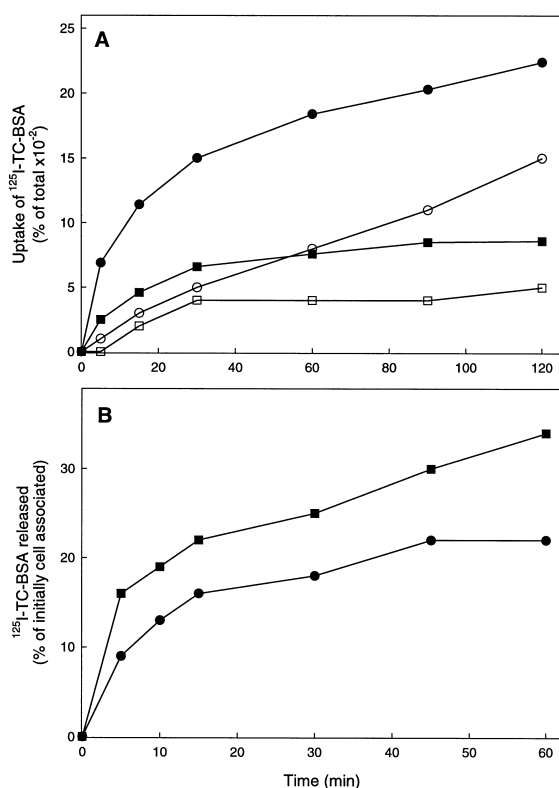 A
Uptake of ¹²⁵I-TC-BSA
(% of total x10⁻²)
25
20
15
10
5
0
0 20 40 60 80 100 120
B
¹²⁵I-TC-BSA released
(% of initially cell associated)
30
20
10
0
0 10 20 30 40 50 60
Time (min)